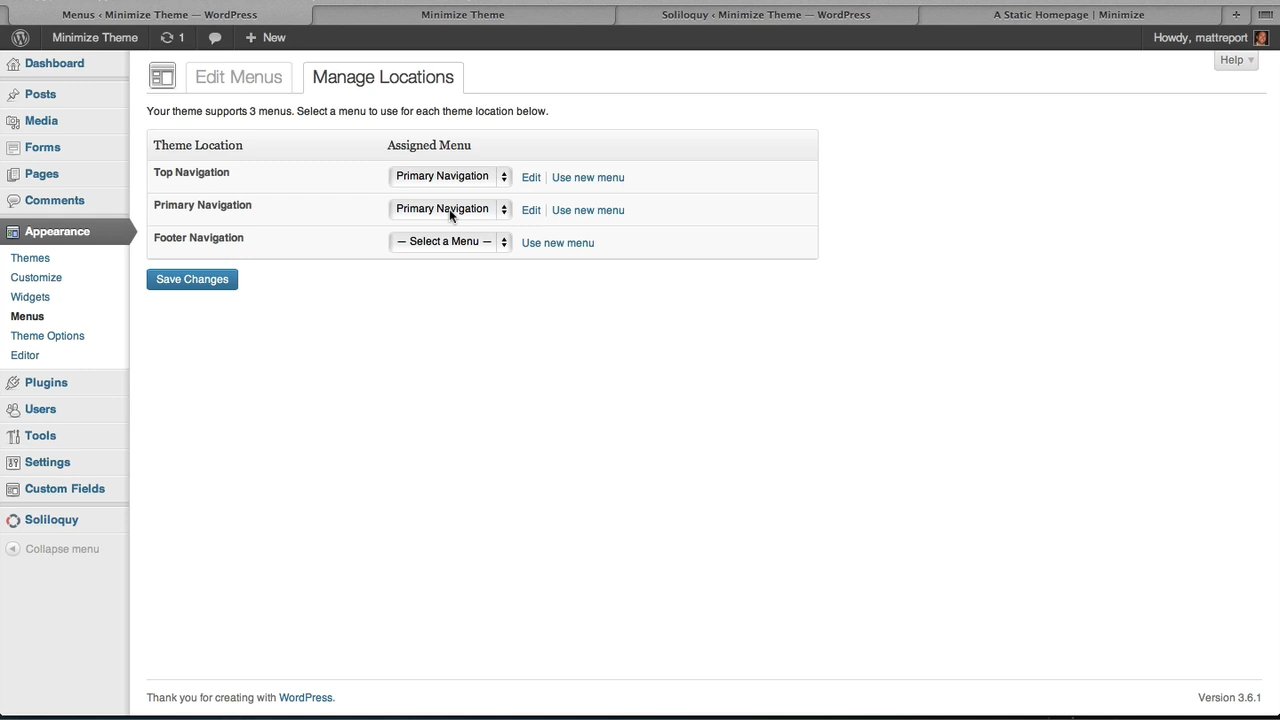 Menus ‹ Minimize Theme — WordPress
Minimize Theme
Soliloquy ‹ Minimize Theme — WordPress
A Static Homepage | Minimize
+
Minimize Theme
1
+ New
Howdy, mattreport
Help
Dashboard
Posts
Media
Forms
Pages
Comments
Appearance
Themes
Customize
Widgets
Menus
Theme Options
Editor
Plugins
Users
Tools
Settings
Custom Fields
Soliloquy
Collapse menu
Edit Menus
Manage Locations
Your theme supports 3 menus. Select a menu to use for each theme location below.
Theme Location Assigned Menu
Top Navigation Primary Navigation Edit | Use new menu
Primary Navigation Primary Navigation Edit | Use new menu
Footer Navigation — Select a Menu — Use new menu
Save Changes
Thank you for creating with WordPress.
Version 3.6.1